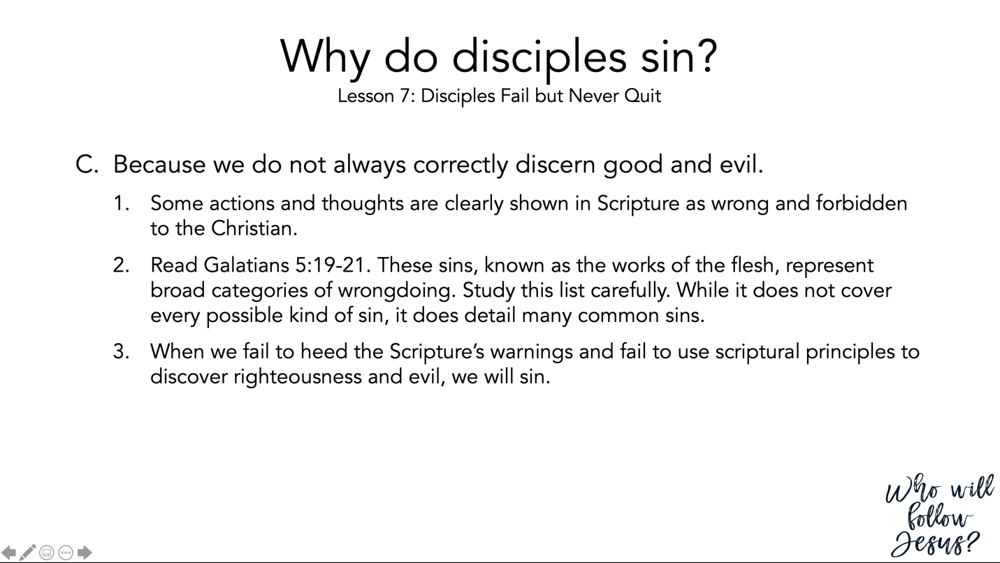 Why do disciples sin?
Lesson 7: Disciples Fail but Never Quit
C. Because we do not always correctly discern good and evil.
1. Some actions and thoughts are clearly shown in Scripture as wrong and forbidden
to the Christian.
2. Read Galatians 5:19-21. These sins, known as the works of the flesh, represent
broad categories of wrongdoing. Study this list carefully. While it does not cover
every possible kind of sin, it does detail many common sins.
3. When we fail to heed the Scripture’s warnings and fail to use scriptural principles to
discover righteousness and evil, we will sin.
Who will
follow
Jesus?